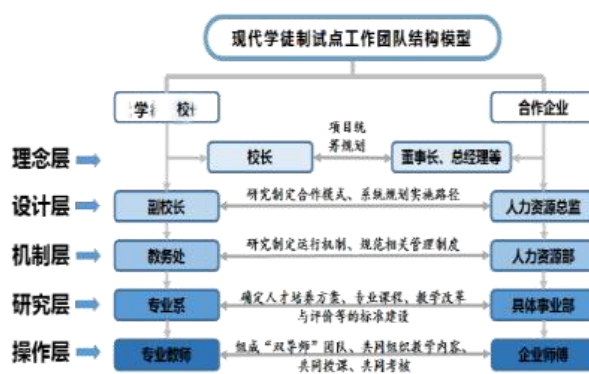 现代学徒制试点工作团队结构模型
学 校
合作企业
项目统
筹规划
理念层
校长
董事长、总经理等
设计层
副校长
研究制定合作模式、系统规划实施路径
人力资源总监
机制层
教务处
研究制定运行机制、规范相关管理制度
人力资源部
研究层
专业系
确定人才培养方案、专业课程、教学改革
与评价等的标准建设
具体事业部
操作层
专业教师
组成“双导师”团队、共同组织教学内容、
共同授课、共同考核
企业师傅